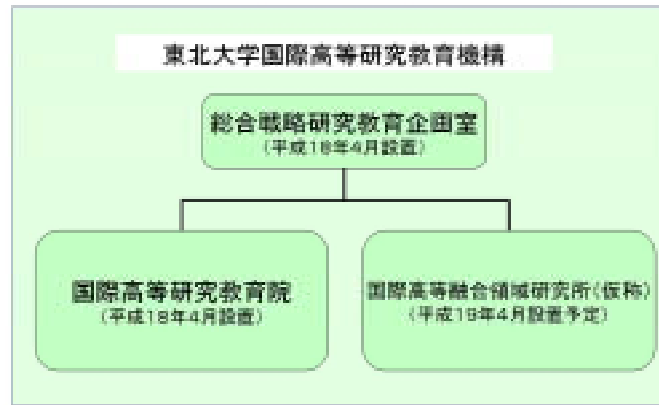 東北大学国際高等研究教育機構
総合戦略研究教育企画室
(平成18年4月設置)
国際高等研究教育院
(平成18年4月設置)
国際高等融合領域研究所(仮称)
(平成19年4月設置予定)